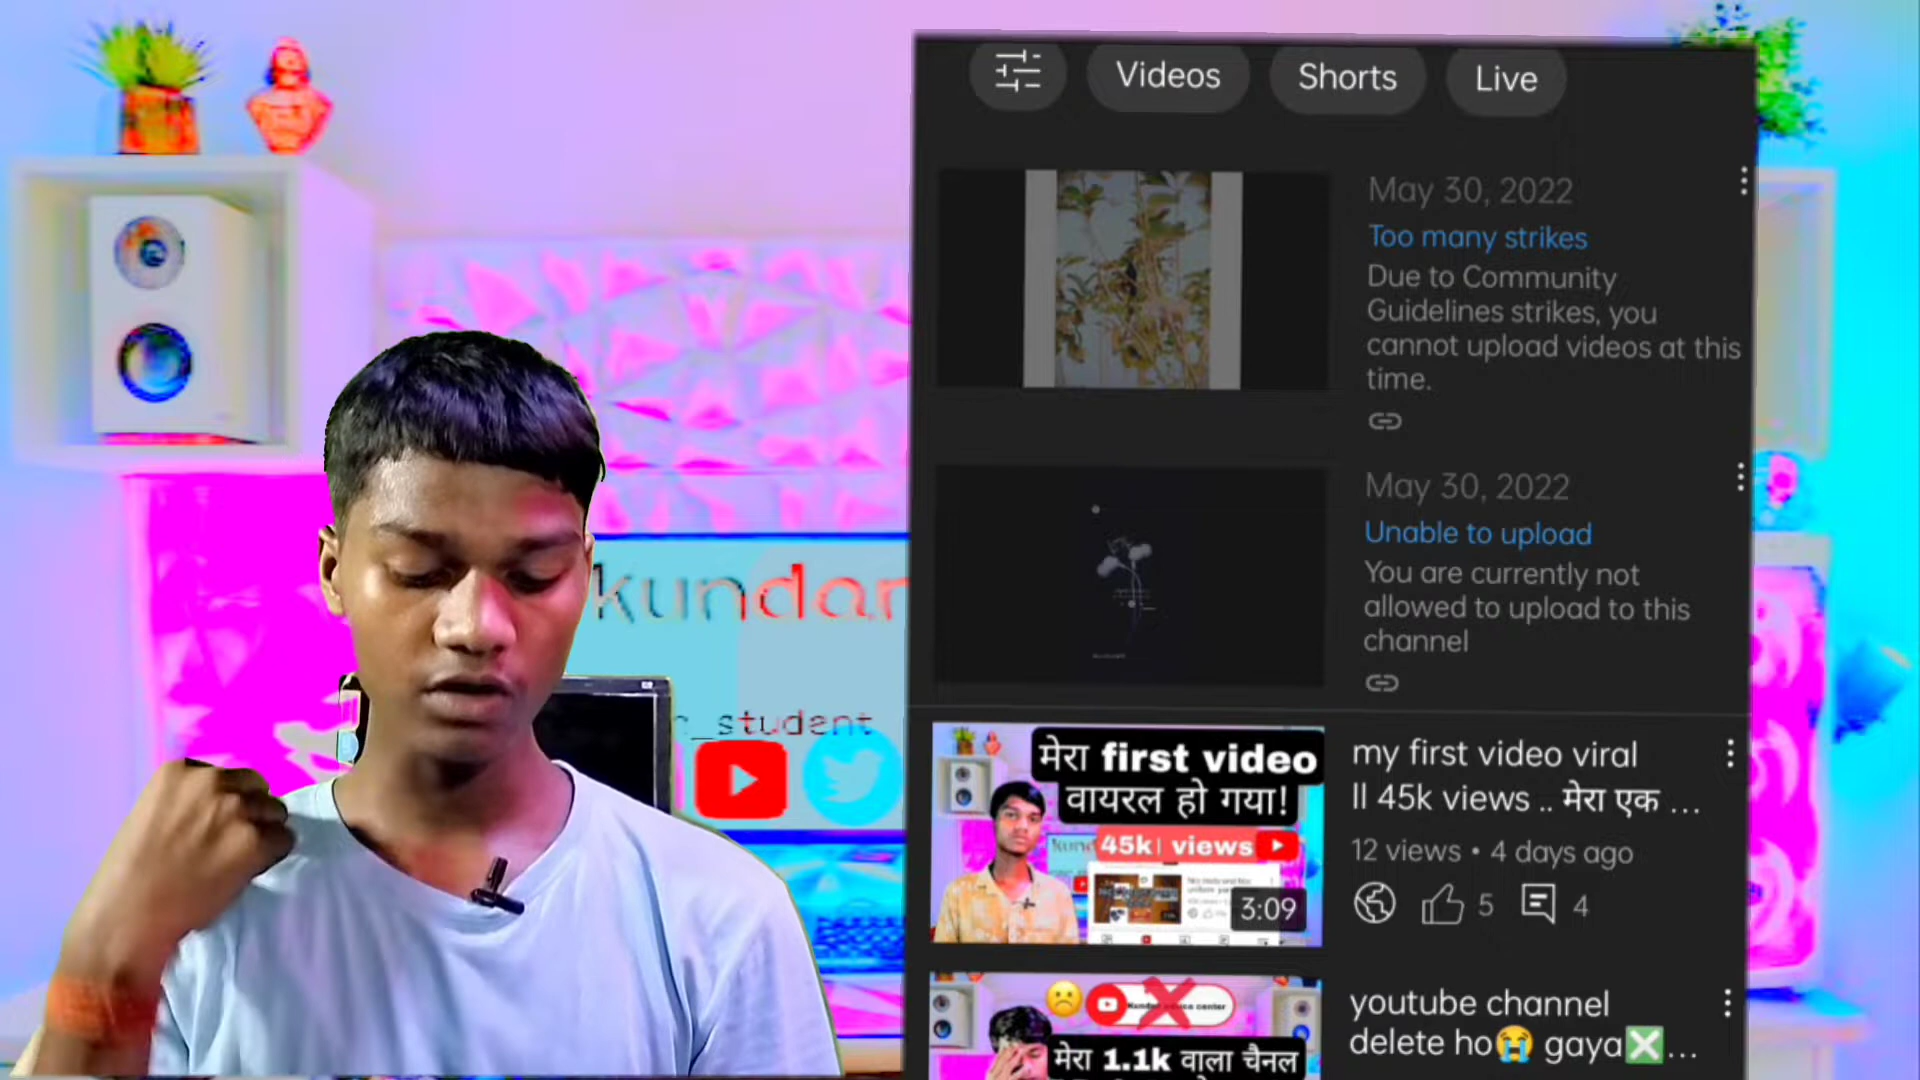 Videos
Shorts
Live
May 30, 2022
Too many strikes
Due to Community
Guidelines strikes, you
cannot upload videos at this
time.
May 30, 2022
Unable to upload
You are currently not
allowed to upload to this
channel
kundan
_student
मेरा first video
वायरल हो गया!
45k views
3:09
my first video viral
ll 45k views .. मेरा एक ...
12 views • 4 days ago
5
4
youtube channel
delete ho😭 gaya❎...
मेरा 1.1k वाला चैनल